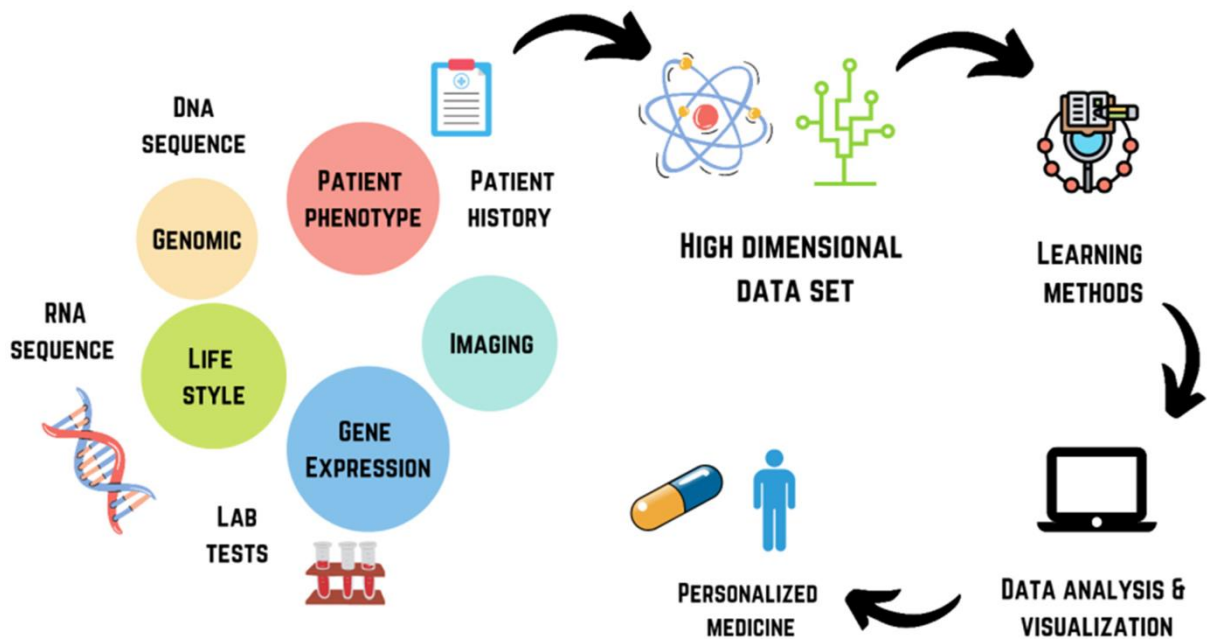 DNA
SEQUENCE
PATIENT
PHENOTYPE
PATIENT
HISTORY
GENOMIC
RNA
SEQUENCE
LIFE
STYLE
IMAGING
GENE
EXPRESSION
LAB
TESTS
HIGH DIMENSIONAL
DATA SET
LEARNING
METHODS
DATA ANALYSIS &
VISUALIZATION
PERSONALIZED
MEDICINE